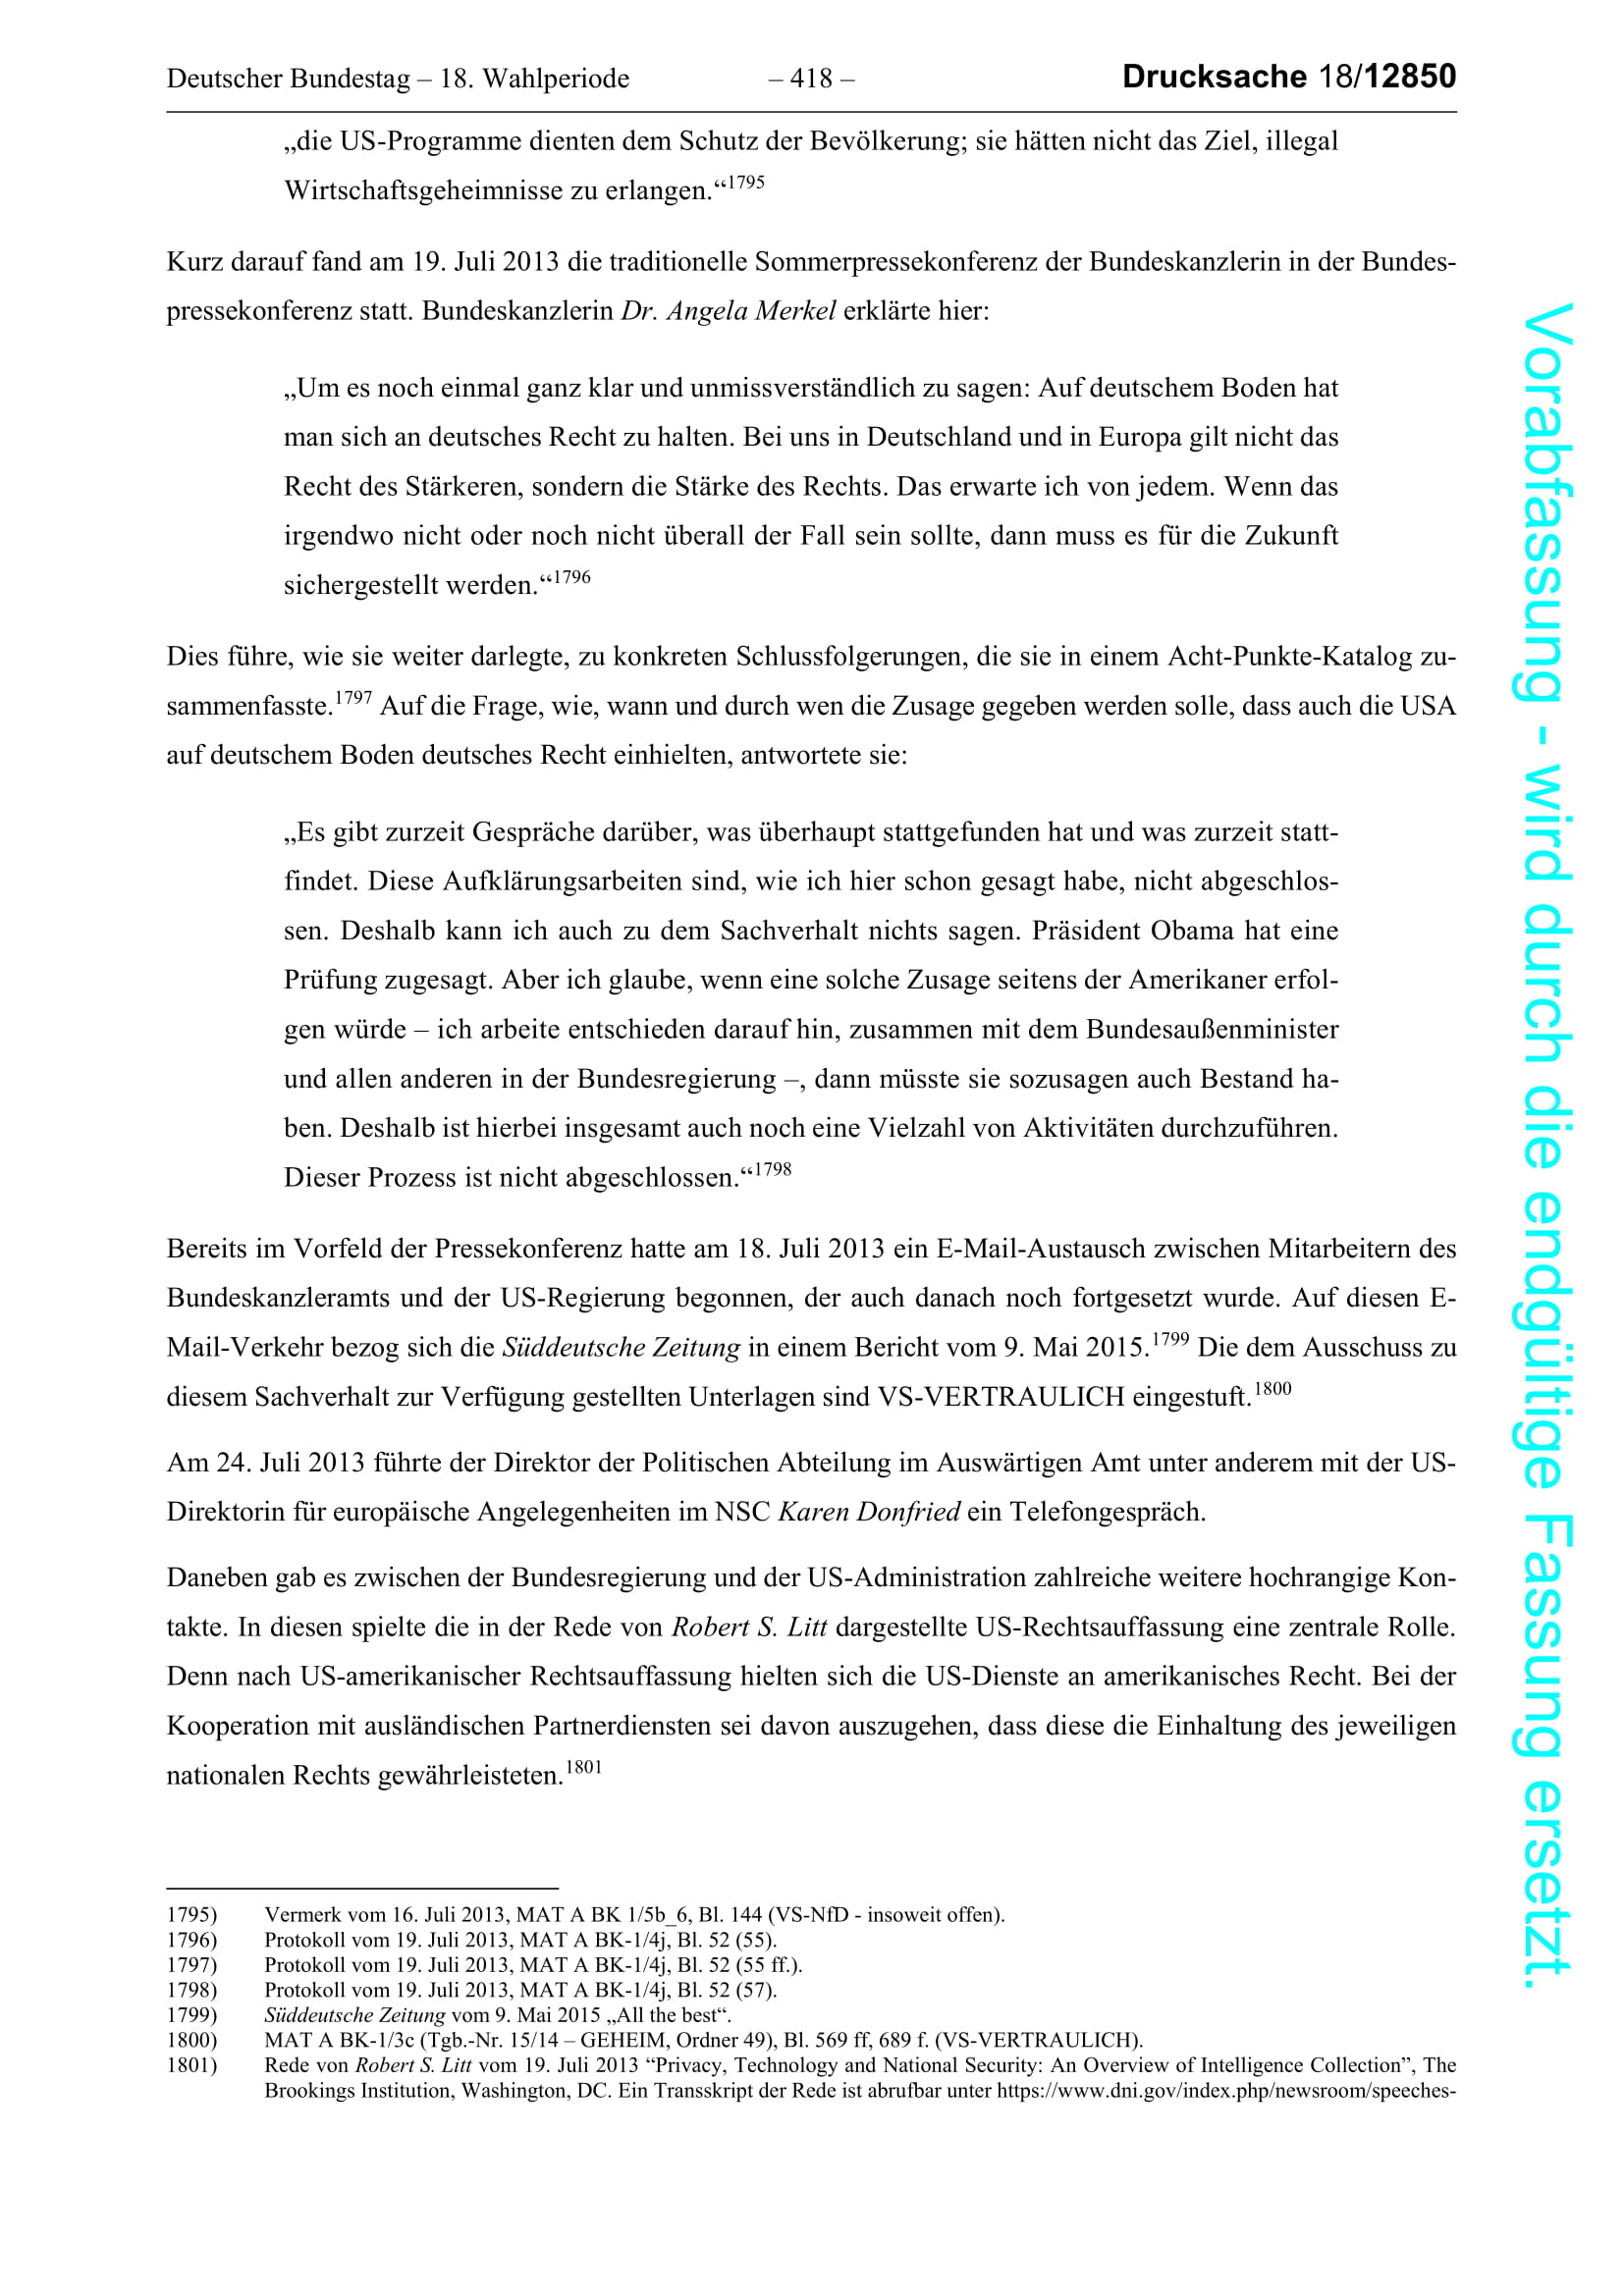 Deutscher Bundestag – 18. Wahlperiode – 418 – Drucksache 18/12850
„die US-Programme dienten dem Schutz der Bevölkerung; sie hätten nicht das Ziel, illegal
Wirtschaftsgeheimnisse zu erlangen.“1795
Kurz darauf fand am 19. Juli 2013 die traditionelle Sommerpressekonferenz der Bundeskanzlerin in der Bundes-
pressekonferenz statt. Bundeskanzlerin Dr. Angela Merkel erklärte hier:
„Um es noch einmal ganz klar und unmissverständlich zu sagen: Auf deutschem Boden hat
man sich an deutsches Recht zu halten. Bei uns in Deutschland und in Europa gilt nicht das
Recht des Stärkeren, sondern die Stärke des Rechts. Das erwarte ich von jedem. Wenn das
irgendwo nicht oder noch nicht überall der Fall sein sollte, dann muss es für die Zukunft
sichergestellt werden.“1796
Dies führe, wie sie weiter darlegte, zu konkreten Schlussfolgerungen, die sie in einem Acht-Punkte-Katalog zu-
sammenfasste.1797 Auf die Frage, wie, wann und durch wen die Zusage gegeben werden solle, dass auch die USA
auf deutschem Boden deutsches Recht einhielten, antwortete sie:
„Es gibt zurzeit Gespräche darüber, was überhaupt stattgefunden hat und was zurzeit statt-
findet. Diese Aufklärungsarbeiten sind, wie ich hier schon gesagt habe, nicht abgeschlos-
sen. Deshalb kann ich auch zu dem Sachverhalt nichts sagen. Präsident Obama hat eine
Prüfung zugesagt. Aber ich glaube, wenn eine solche Zusage seitens der Amerikaner erfol-
gen würde – ich arbeite entschieden darauf hin, zusammen mit dem Bundesaußenminister
und allen anderen in der Bundesregierung –, dann müsste sie sozusagen auch Bestand ha-
ben. Deshalb ist hierbei insgesamt auch noch eine Vielzahl von Aktivitäten durchzuführen.
Dieser Prozess ist nicht abgeschlossen.“1798
Bereits im Vorfeld der Pressekonferenz hatte am 18. Juli 2013 ein E-Mail-Austausch zwischen Mitarbeitern des
Bundeskanzleramts und der US-Regierung begonnen, der auch danach noch fortgesetzt wurde. Auf diesen E-
Mail-Verkehr bezog sich die Süddeutsche Zeitung in einem Bericht vom 9. Mai 2015.1799 Die dem Ausschuss zu
diesem Sachverhalt zur Verfügung gestellten Unterlagen sind VS-VERTRAULICH eingestuft.1800
Am 24. Juli 2013 führte der Direktor der Politischen Abteilung im Auswärtigen Amt unter anderem mit der US-
Direktorin für europäische Angelegenheiten im NSC Karen Donfried ein Telefongespräch.
Daneben gab es zwischen der Bundesregierung und der US-Administration zahlreiche weitere hochrangige Kon-
takte. In diesen spielte die in der Rede von Robert S. Litt dargestellte US-Rechtsauffassung eine zentrale Rolle.
Denn nach US-amerikanischer Rechtsauffassung hielten sich die US-Dienste an amerikanisches Recht. Bei der
Kooperation mit ausländischen Partnerdiensten sei davon auszugehen, dass diese die Einhaltung des jeweiligen
nationalen Rechts gewährleisteten.1801
1795) Vermerk vom 16. Juli 2013, MAT A BK 1/5b_6, Bl. 144 (VS-NfD - insoweit offen).
1796) Protokoll vom 19. Juli 2013, MAT A BK-1/4j, Bl. 52 (55).
1797) Protokoll vom 19. Juli 2013, MAT A BK-1/4j, Bl. 52 (55 ff.).
1798) Protokoll vom 19. Juli 2013, MAT A BK-1/4j, Bl. 52 (57).
1799) Süddeutsche Zeitung vom 9. Mai 2015 „All the best“.
1800) MAT A BK-1/3c (Tgb.-Nr. 15/14 – GEHEIM, Ordner 49), Bl. 569 ff, 689 f. (VS-VERTRAULICH).
1801) Rede von Robert S. Litt vom 19. Juli 2013 “Privacy, Technology and National Security: An Overview of Intelligence Collection”, The
Brookings Institution, Washington, DC. Ein Transskript der Rede ist abrufbar unter https://www.dni.gov/index.php/newsroom/speeches-
Vorabfassung - wird durch die endgültige Fassung ersetzt.